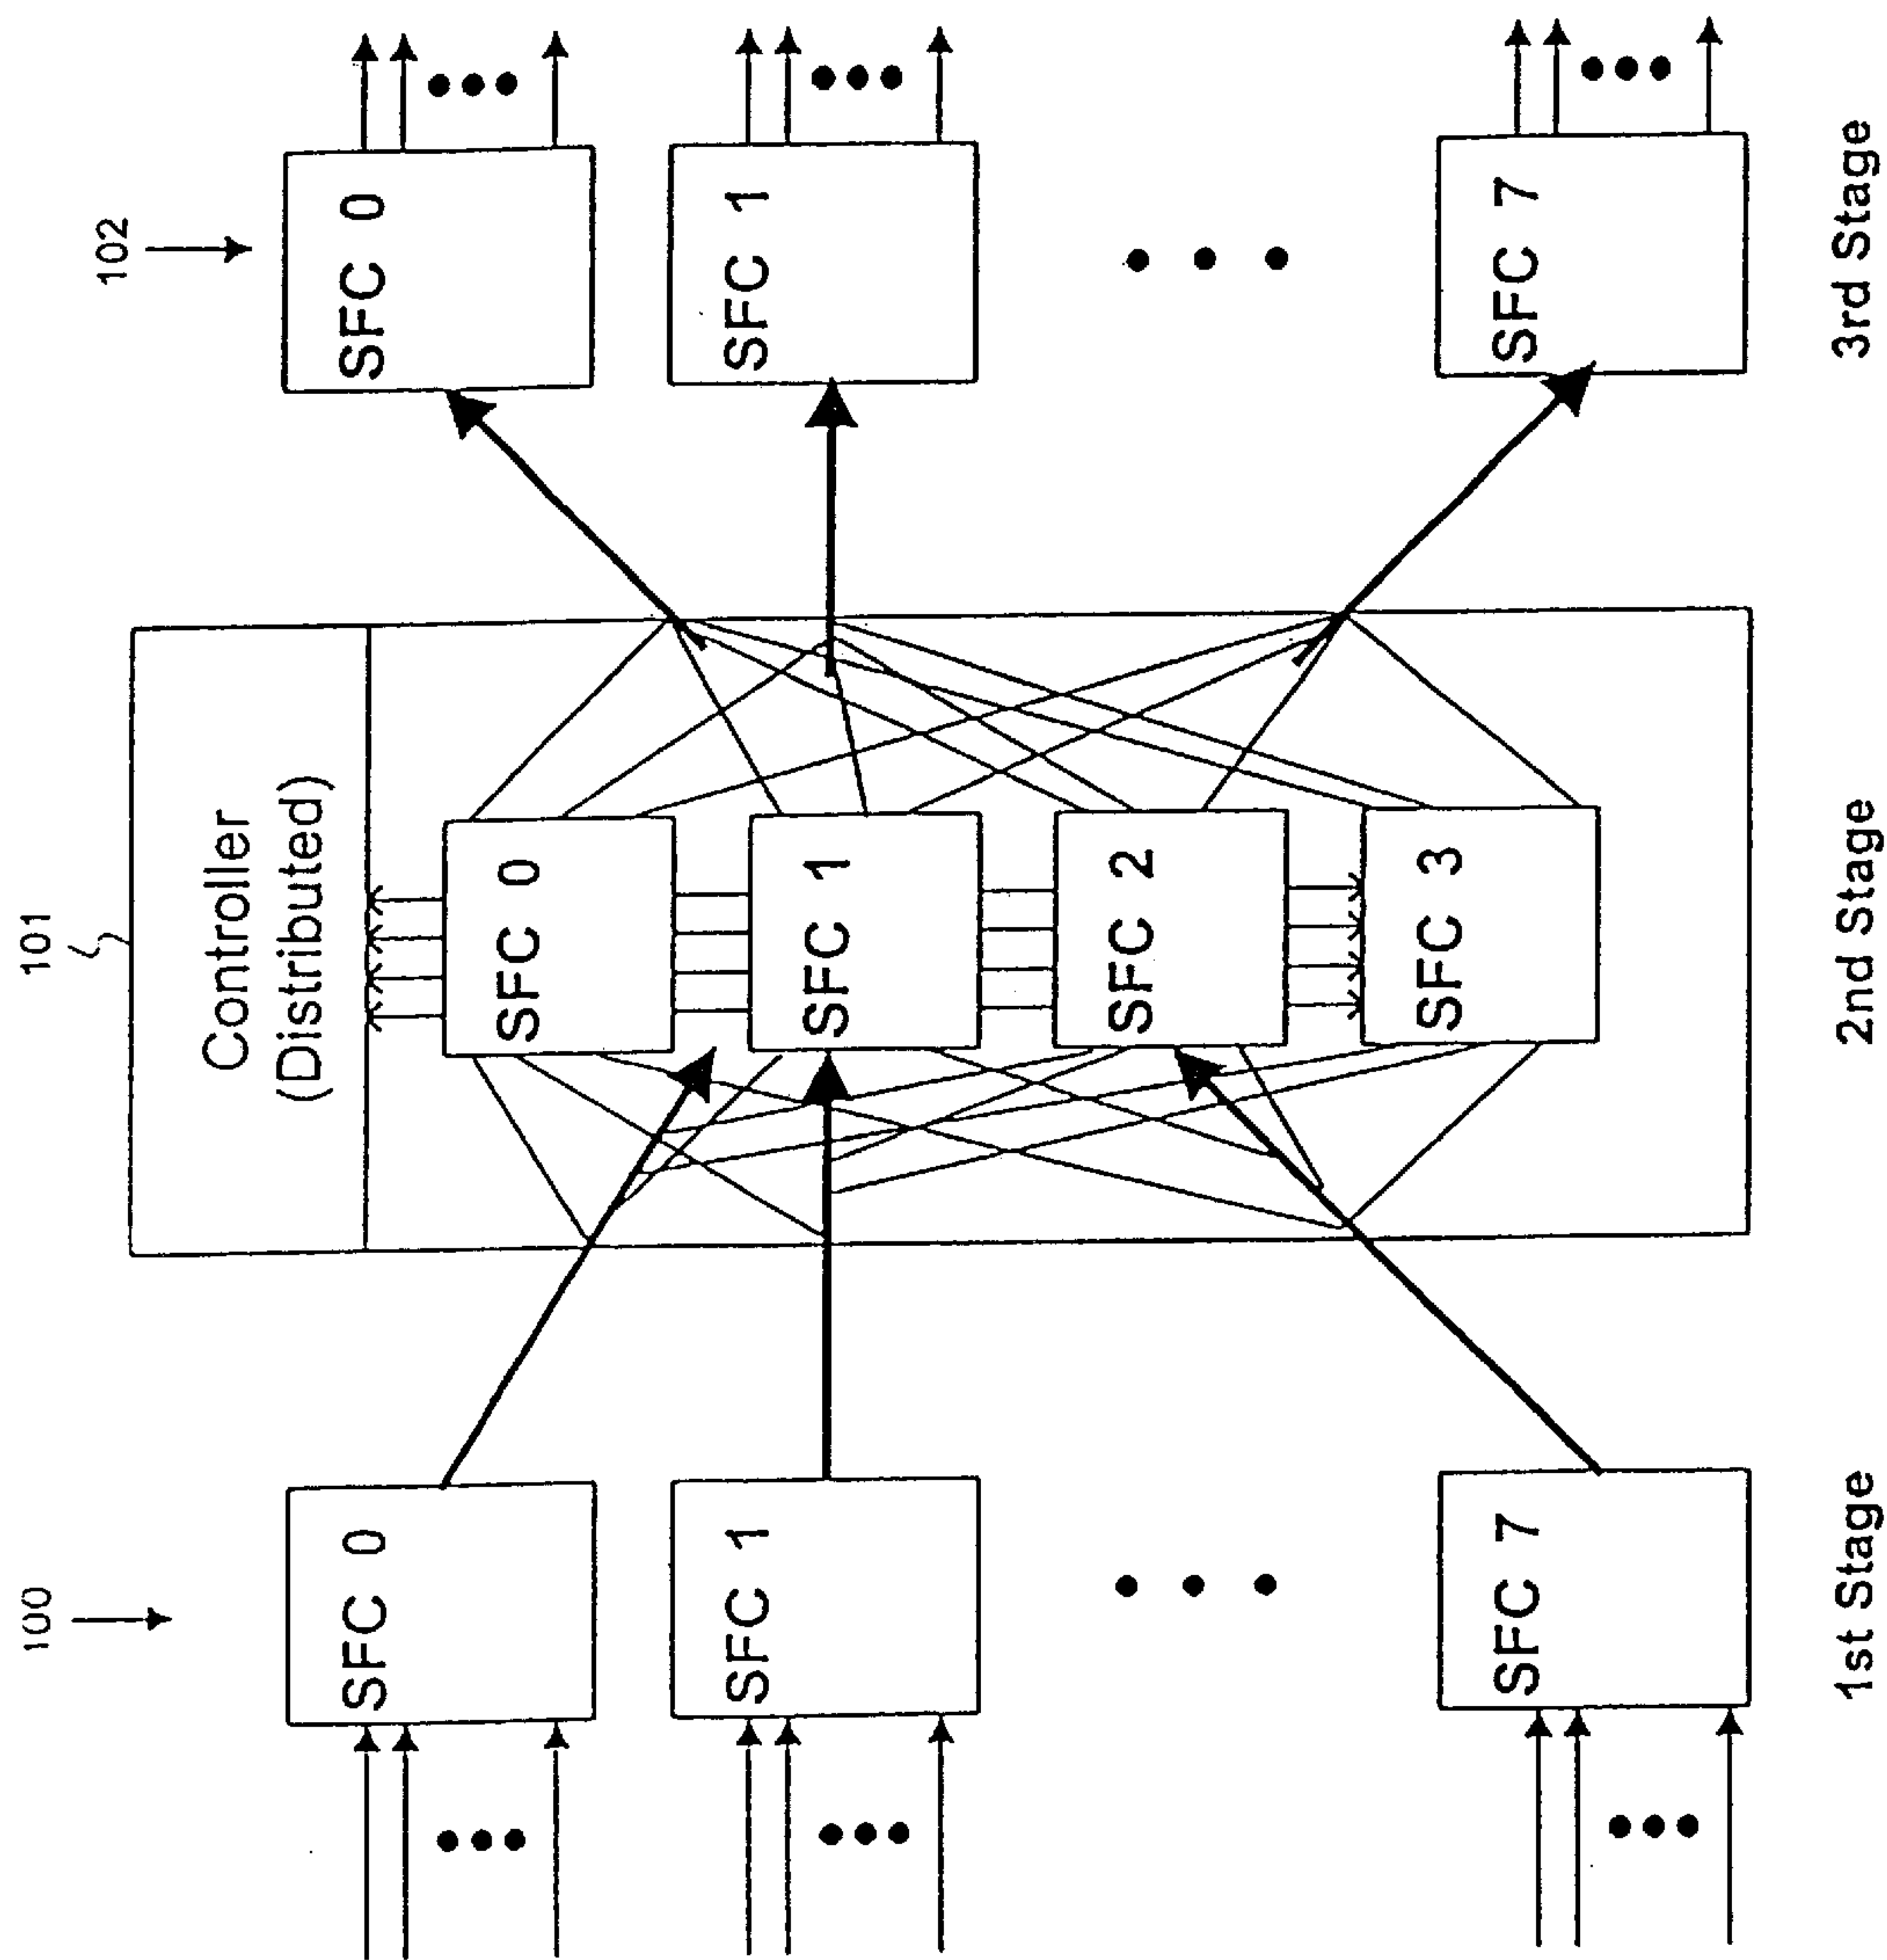 100
101
102
Controller
(Distributed)
SFC 0
SFC 1
SFC 7
SFC 0
SFC 1
SFC 2
SFC 3
SFC 0
SFC 1
SFC 7
1st Stage
2nd Stage
3rd Stage